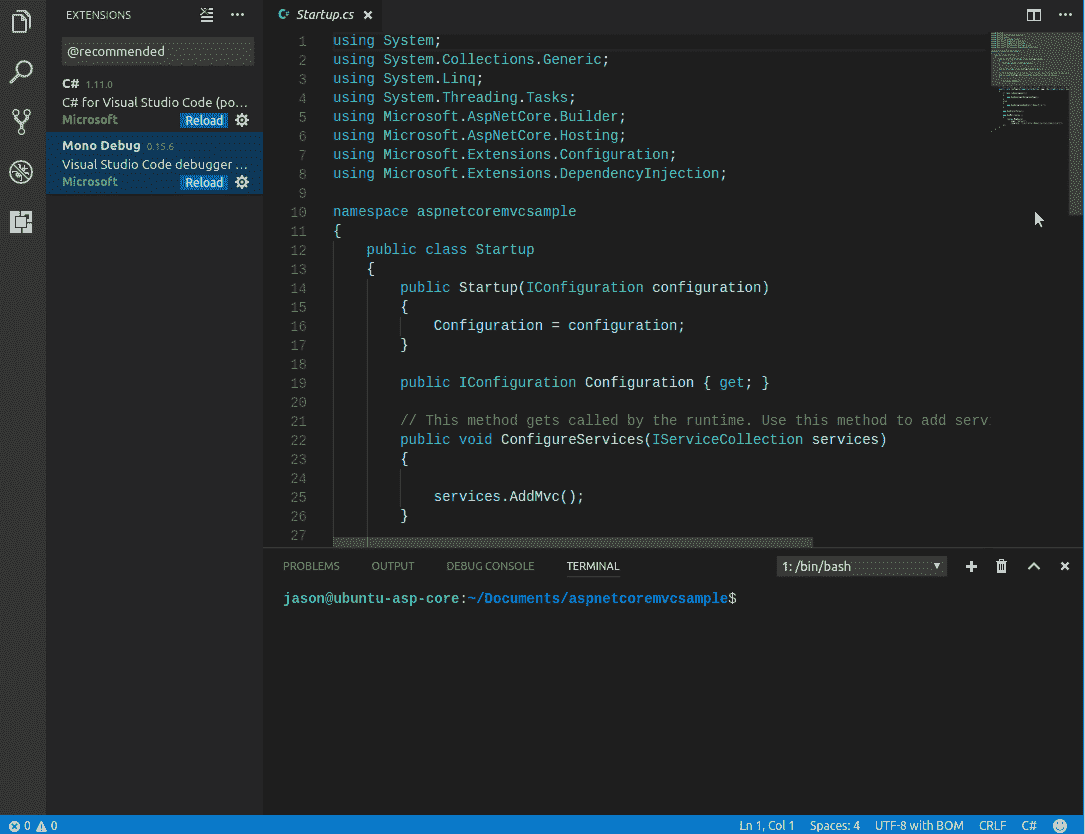 EXTENSIONS
@recommended
C# 1.11.0
C# for Visual Studio Code (po...
Microsoft Reload
Mono Debug 0.15.6
Visual Studio Code debugger ...
Microsoft Reload
C# Startup.cs
1 using System;
2 using System.Collections.Generic;
3 using System.Linq;
4 using System.Threading.Tasks;
5 using Microsoft.AspNetCore.Builder;
6 using Microsoft.AspNetCore.Hosting;
7 using Microsoft.Extensions.Configuration;
8 using Microsoft.Extensions.DependencyInjection;
9
10 namespace aspnetcoremvcsample
11 {
12 public class Startup
13 {
14 public Startup(IConfiguration configuration)
15 {
16 Configuration = configuration;
17 }
18
19 public IConfiguration Configuration { get; }
20
21 // This method gets called by the runtime. Use this method to add serv
22 public void ConfigureServices(IServiceCollection services)
23 {
24
25 services.AddMvc();
26 }
27
PROBLEMS OUTPUT DEBUG CONSOLE TERMINAL 1: /bin/bash
jason@ubuntu-asp-core:~/Documents/aspnetcoremvcsample$
0 0 Ln 1, Col 1 Spaces: 4 UTF-8 with BOM CRLF C#